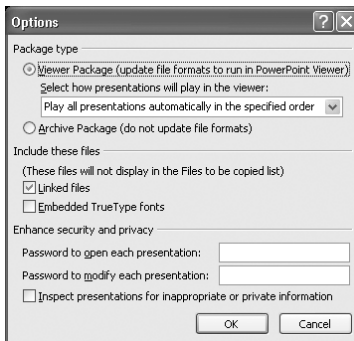 Options
Package type
Viewer Package (update file formats to run in PowerPoint Viewer)
Select how presentations will play in the viewer:
Play all presentations automatically in the specified order
Archive Package (do not update file formats)
Include these files
(These files will not display in the Files to be copied list)
Linked files
Embedded TrueType fonts
Enhance security and privacy
Password to open each presentation:
Password to modify each presentation:
Inspect presentations for inappropriate or private information
OK Cancel